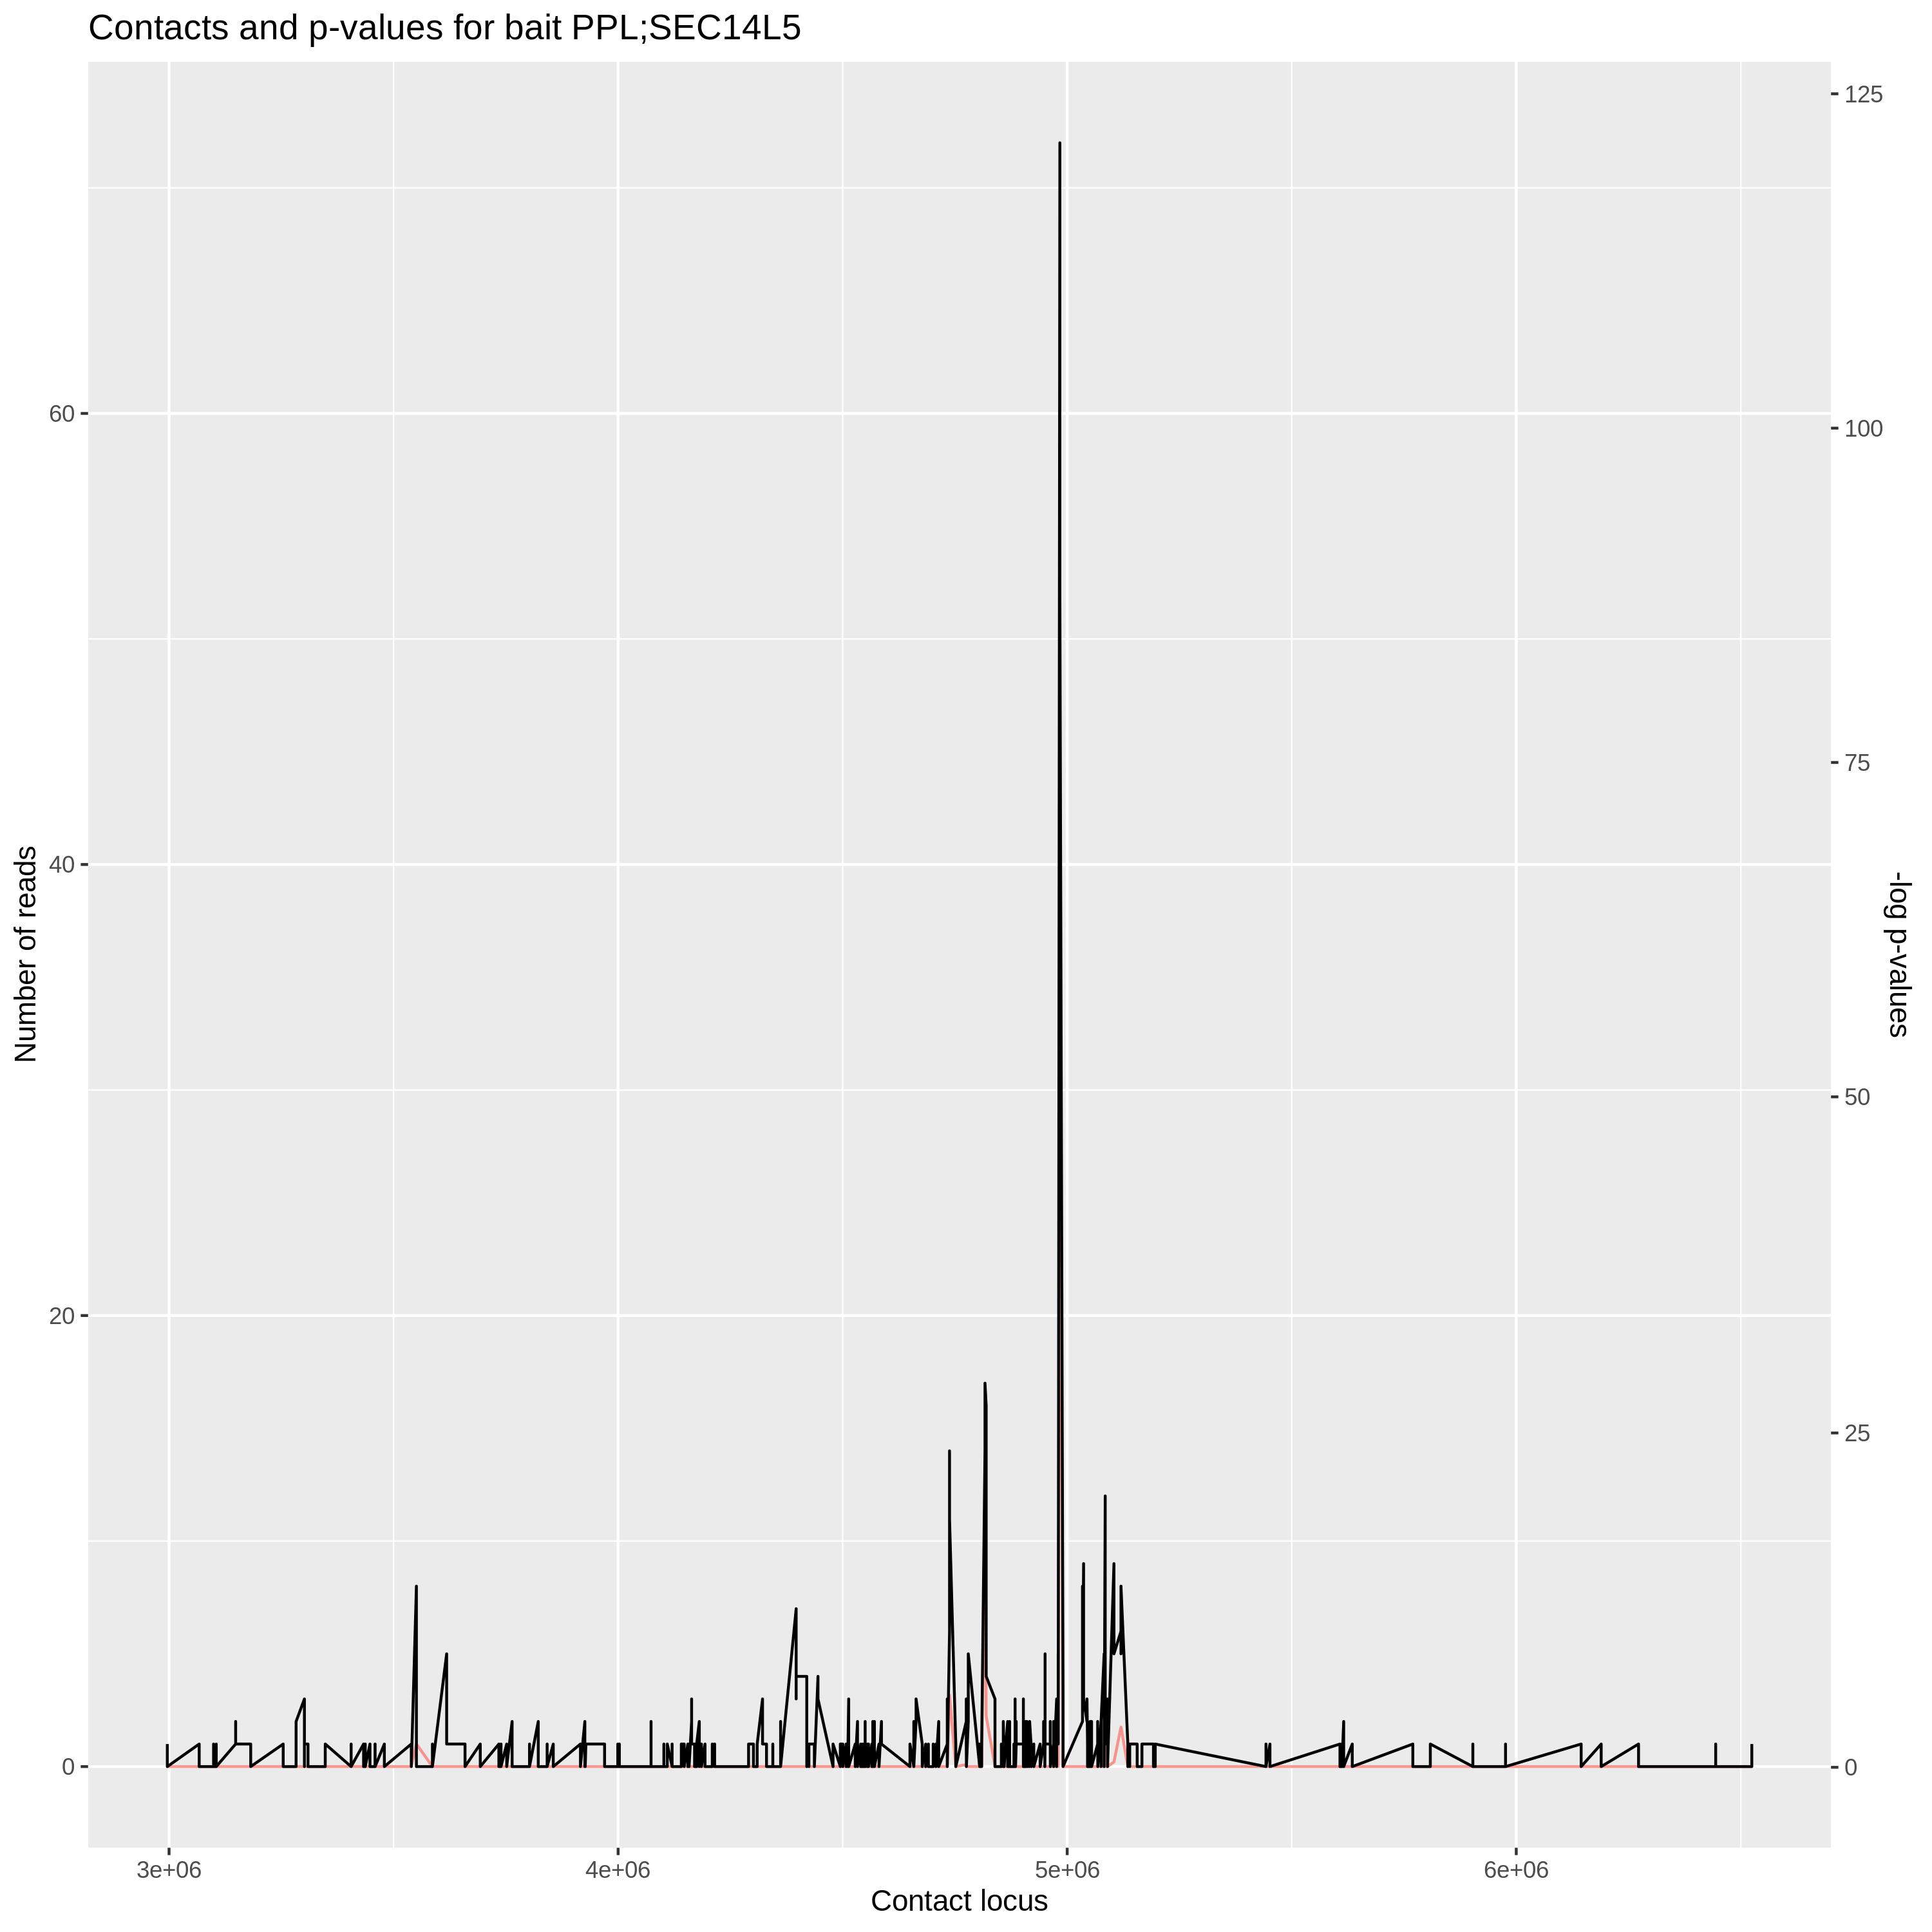 Contacts and p-values for bait PPL;SEC14L5
125
60
100
75
40
50
20
25
0
0
Number of reads
-log p-values
3e+06 4e+06 5e+06 6e+06
Contact locus